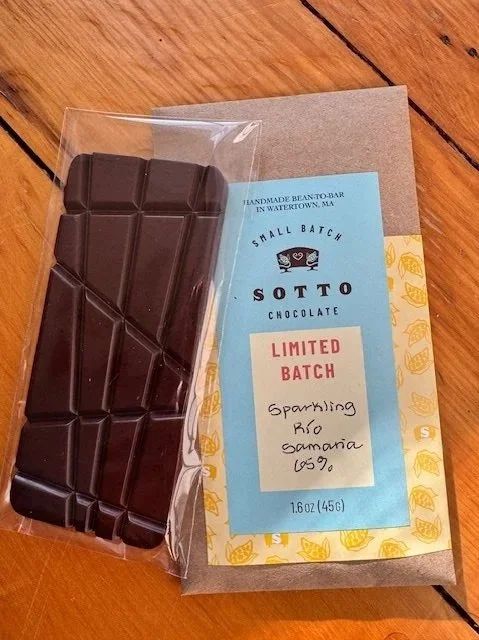 HANDMADE BEAN-TO-BAR
IN WATERTOWN, MA
SMALL BATCH
SOTTO
CHOCOLATE
LIMITED
BATCH
Sparkling
Río
Samaria
65%
1.6 OZ (45G)
S
S
S
S